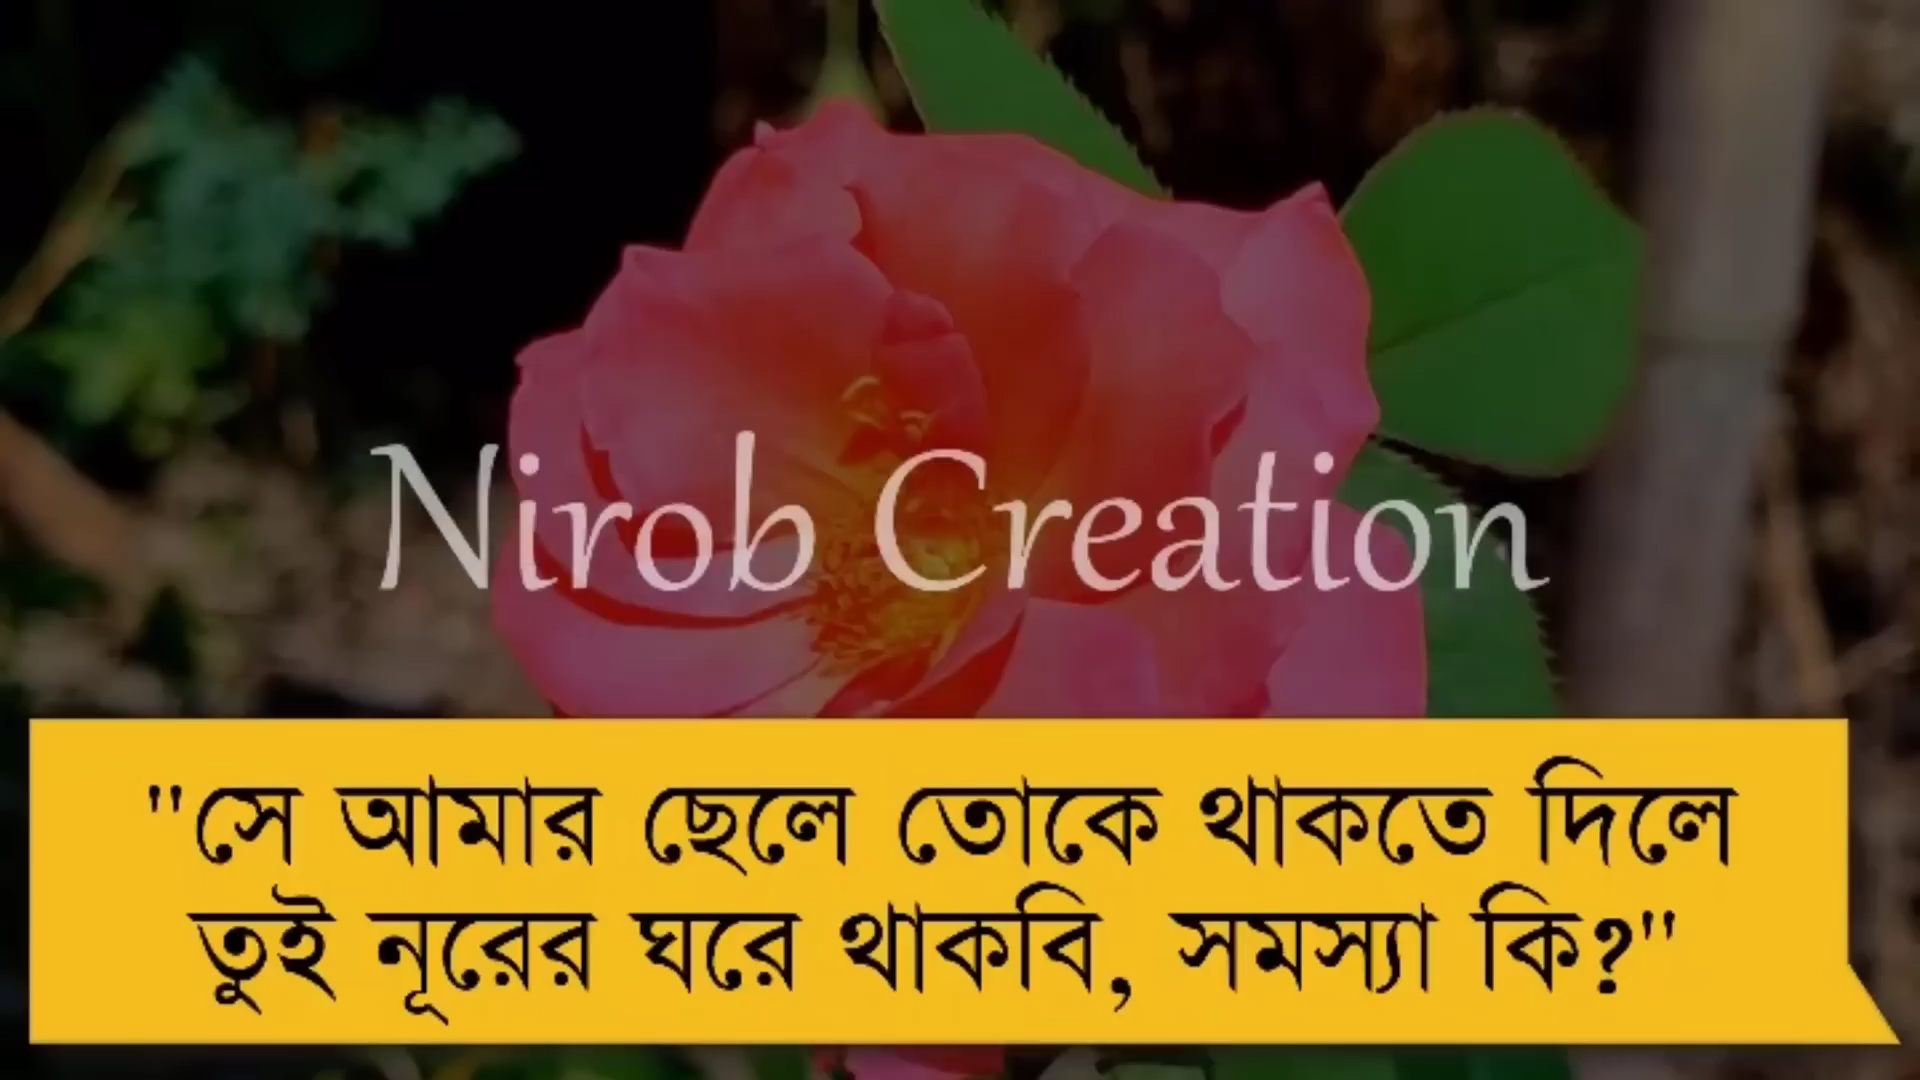 Nirob Creation
"সে আমার ছেলে তোকে থাকতে দিলে
তুই নূরের ঘরে থাকবি, সমস্যা কি?"